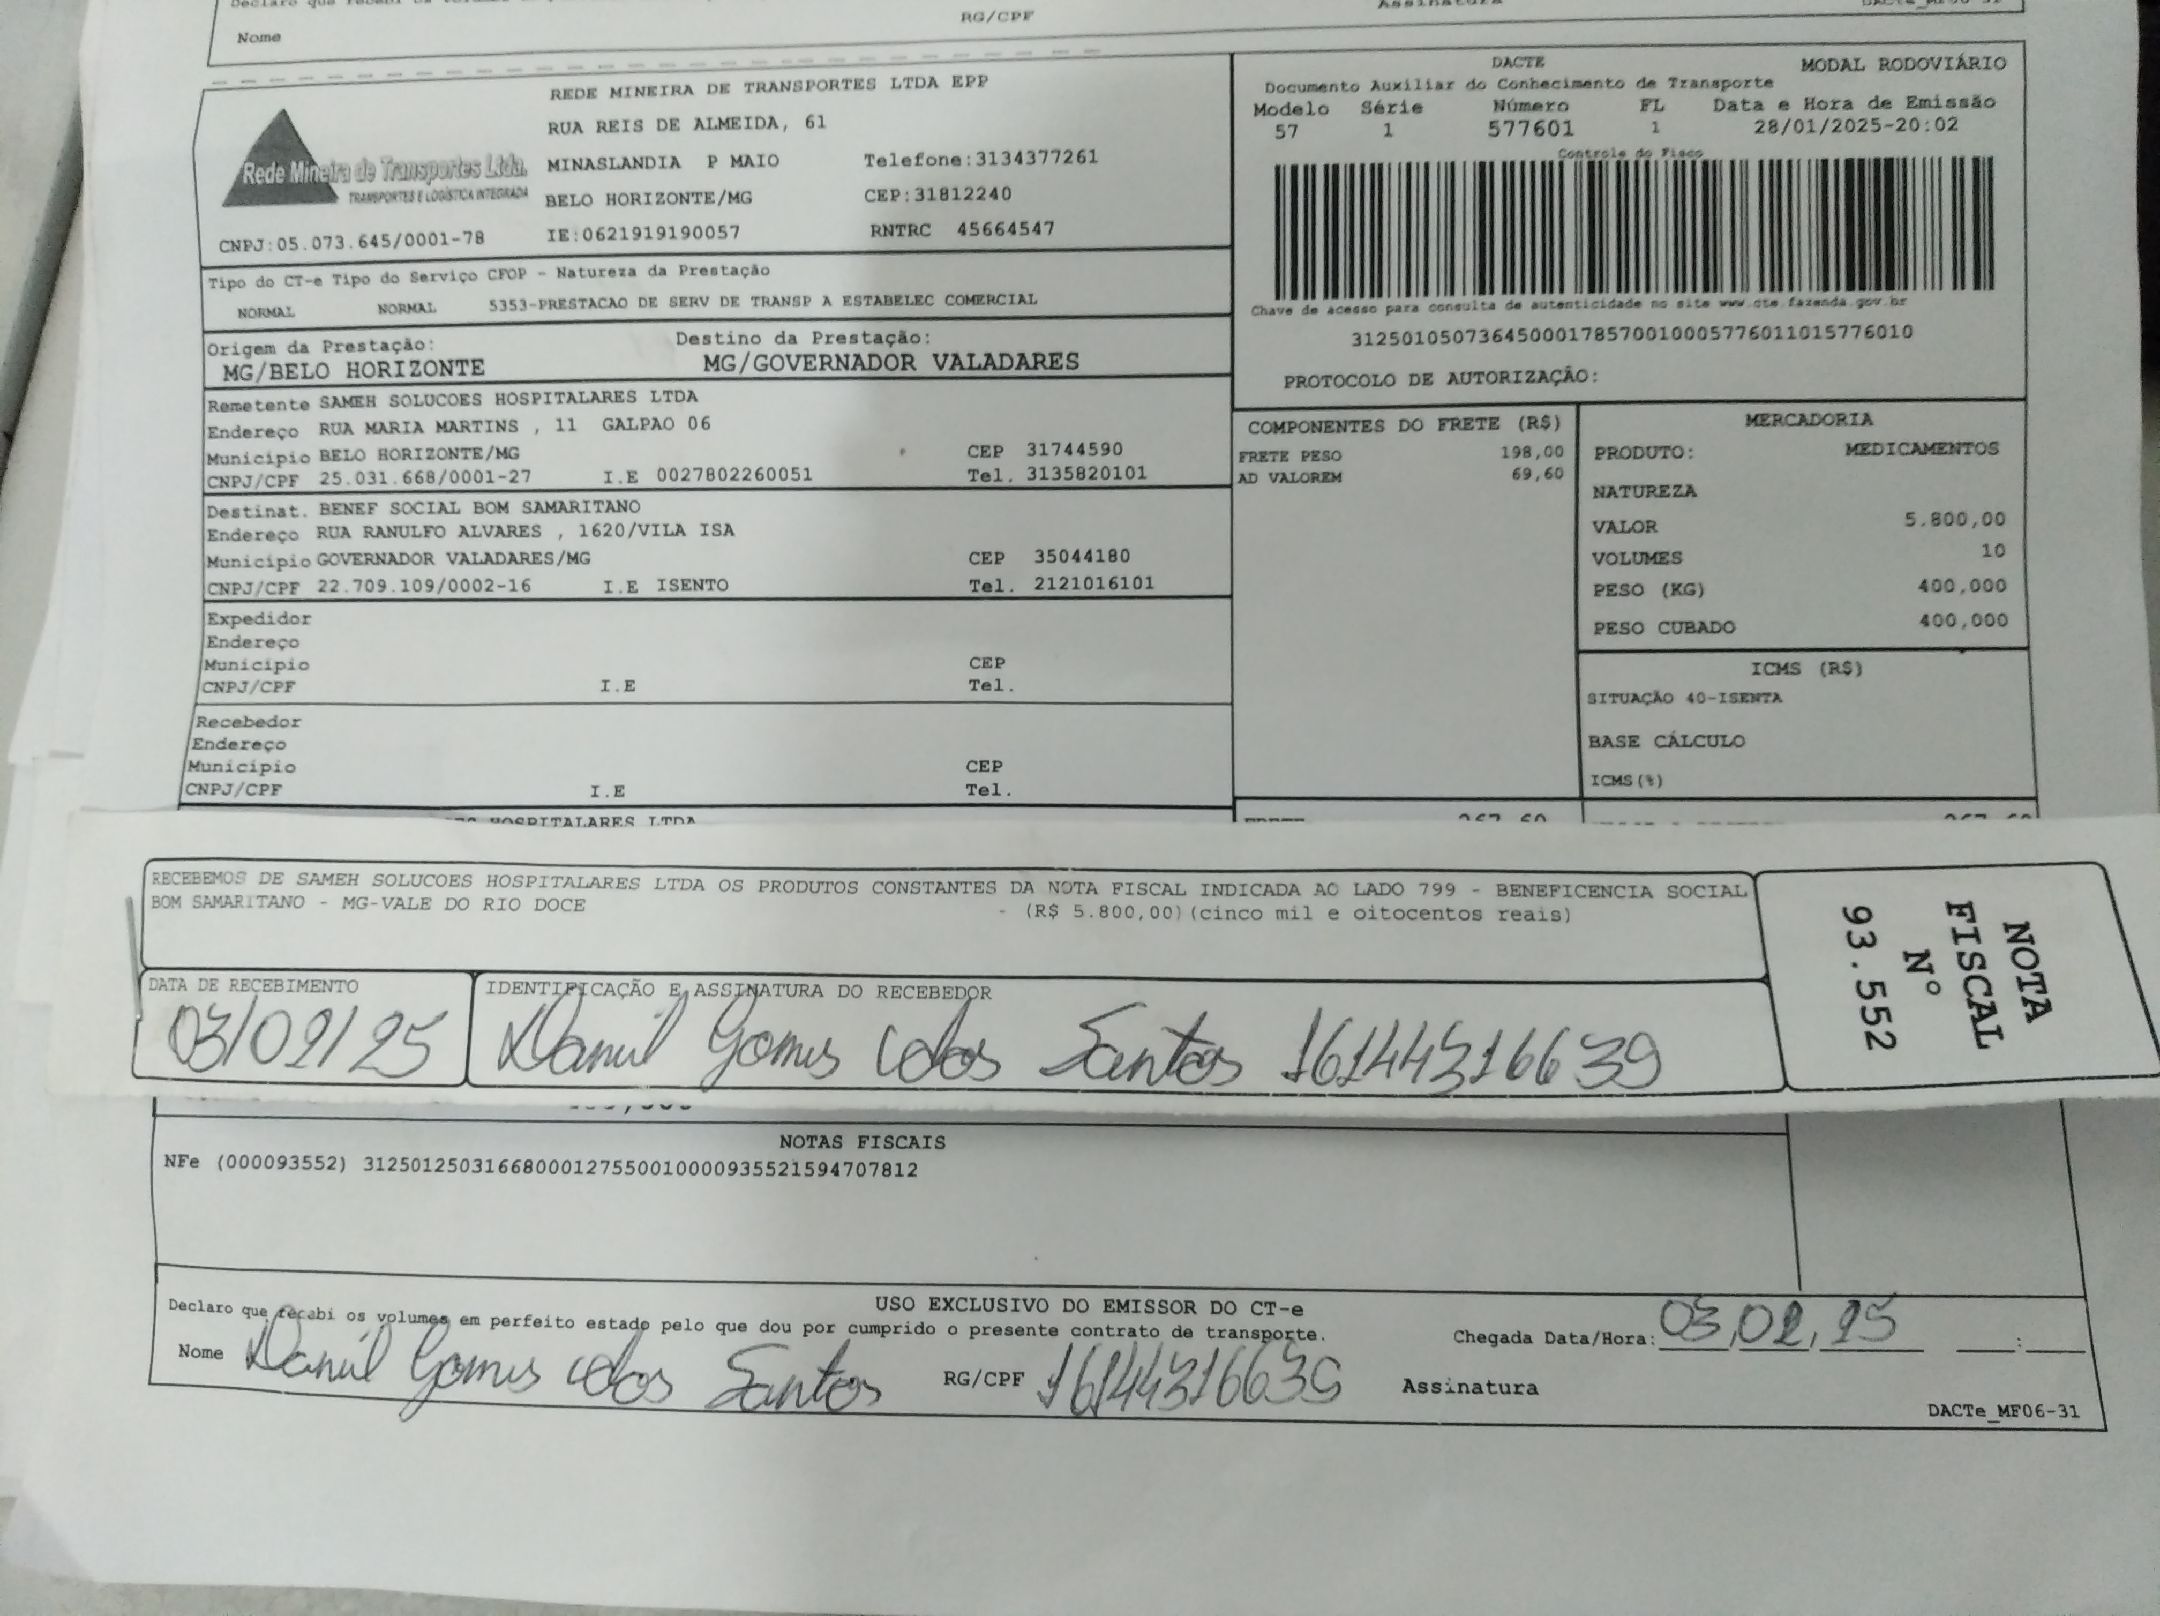 RG/CPF
Assinatura
Nome
REDE MINEIRA DE TRANSPORTES LTDA EPP
RUA REIS DE ALMEIDA, 61
MINASLANDIA P MAIO Telefone:3134377261
BELO HORIZONTE/MG CEP:31812240
IE:0621919190057 RNTRC 45664547
Rede Mineira de Transportes Ltda.
TRANSPORTES E LOGÍSTICA INTEGRADA
CNPJ:05.073.645/0001-78
DACTE MODAL RODOVIÁRIO
Documento Auxiliar do Conhecimento de Transporte
Modelo Série Número FL Data e Hora de Emissão
57 1 577601 1 28/01/2025-20:02
Controle do Fisco
Chave de acesso para consulta de autenticidade no site www.cte.fazenda.gov.br
31250105073645000178570010005776011015776010
PROTOCOLO DE AUTORIZAÇÃO:
Tipo do CT-e Tipo do Serviço CFOP - Natureza da Prestação
NORMAL NORMAL 5353-PRESTACAO DE SERV DE TRANSP A ESTABELEC COMERCIAL
Origem da Prestação: Destino da Prestação:
MG/BELO HORIZONTE MG/GOVERNADOR VALADARES
Remetente SAMEH SOLUCOES HOSPITALARES LTDA
Endereço RUA MARIA MARTINS , 11 GALPAO 06
Município BELO HORIZONTE/MG CEP 31744590
CNPJ/CPF 25.031.668/0001-27 I.E 0027802260051 Tel. 3135820101
Destinat. BENEF SOCIAL BOM SAMARITANO
Endereço RUA RANULFO ALVARES , 1620/VILA ISA
Município GOVERNADOR VALADARES/MG CEP 35044180
CNPJ/CPF 22.709.109/0002-16 I.E ISENTO Tel. 2121016101
Expedidor
Endereço
Município CEP
CNPJ/CPF I.E Tel.
Recebedor
Endereço
Município CEP
CNPJ/CPF I.E Tel.
COMPONENTES DO FRETE (R$)
FRETE PESO 198,00
AD VALOREM 69,60
MERCADORIA
PRODUTO: MEDICAMENTOS
NATUREZA
VALOR 5.800,00
VOLUMES 10
PESO (KG) 400,000
PESO CUBADO 400,000
ICMS (R$)
SITUAÇÃO 40-ISENTA
BASE CÁLCULO
ICMS(%)
HOSPITALARES LTDA
RECEBEMOS DE SAMEH SOLUCOES HOSPITALARES LTDA OS PRODUTOS CONSTANTES DA NOTA FISCAL INDICADA AO LADO 799 - BENEFICENCIA SOCIAL
BOM SAMARITANO - MG-VALE DO RIO DOCE - (R$ 5.800,00)(cinco mil e oitocentos reais)
DATA DE RECEBIMENTO IDENTIFICAÇÃO E ASSINATURA DO RECEBEDOR
03/02/25 Danil Gomes dos Santos 16144316639
NOTA
FISCAL
Nº
93.552
NOTAS FISCAIS
NFe (000093552) 31250125031668000127550010000935521594707812
USO EXCLUSIVO DO EMISSOR DO CT-e
Declaro que recebi os volumes em perfeito estado pelo que dou por cumprido o presente contrato de transporte.
Chegada Data/Hora: 03,02,25 :
Nome Danil Gomes dos Santos RG/CPF 16144316639 Assinatura
DACTe_MF06-31